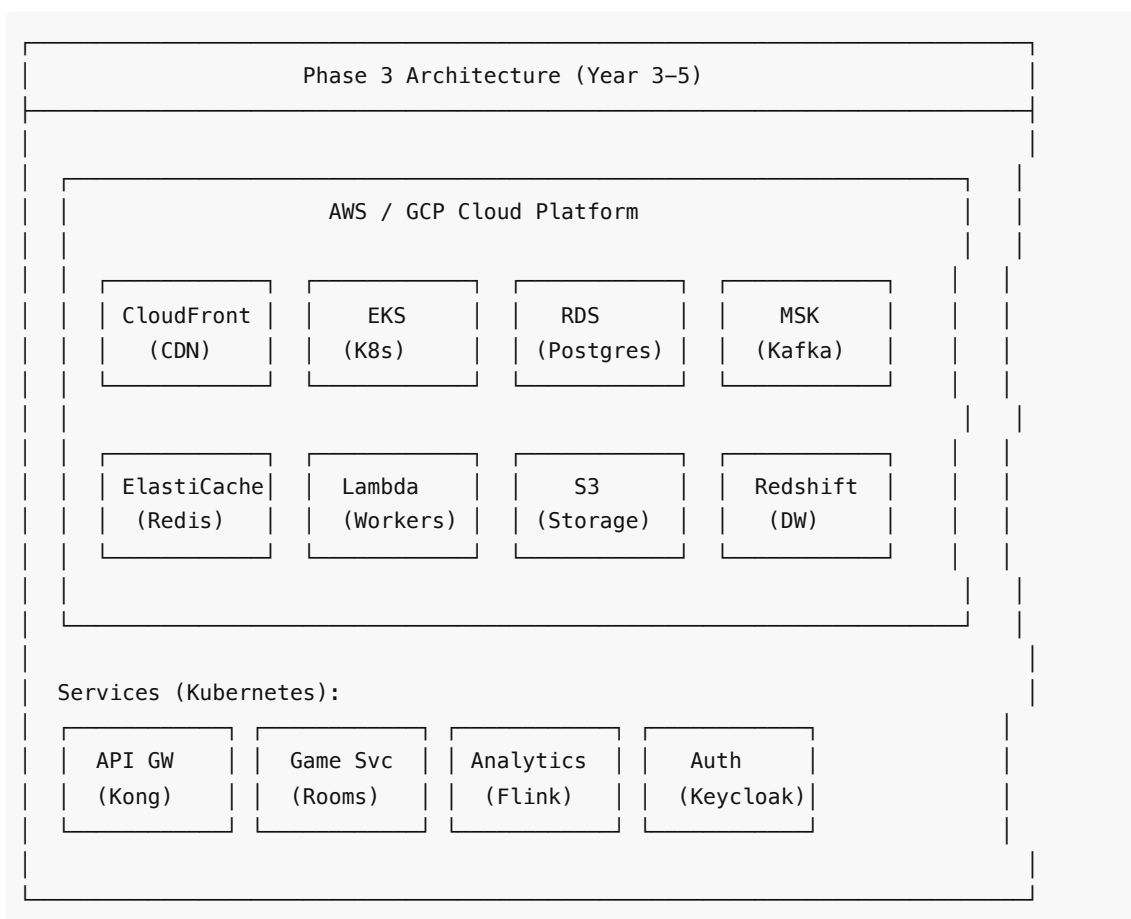 Phase 3 Architecture (Year 3–5)
AWS / GCP Cloud Platform
CloudFront EKS RDS MSK
(CDN) (K8s) (Postgres) (Kafka)
ElastiCache Lambda S3 Redshift
(Redis) (Workers) (Storage) (DW)
Services (Kubernetes):
API GW Game Svc Analytics Auth
(Kong) (Rooms) (Flink) (Keycloak)